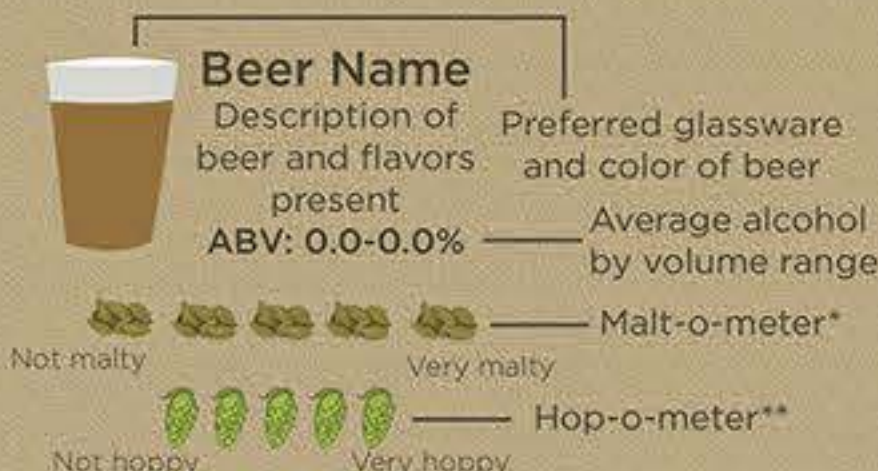 Beer Name
Description of
beer and flavors
present
ABV: 0.0-0.0%
Preferred glassware
and color of beer
Average alcohol
by volume range
Malt-o-meter*
Not malty
Very malty
Hop-o-meter**
Not hoppy
Very hoppy